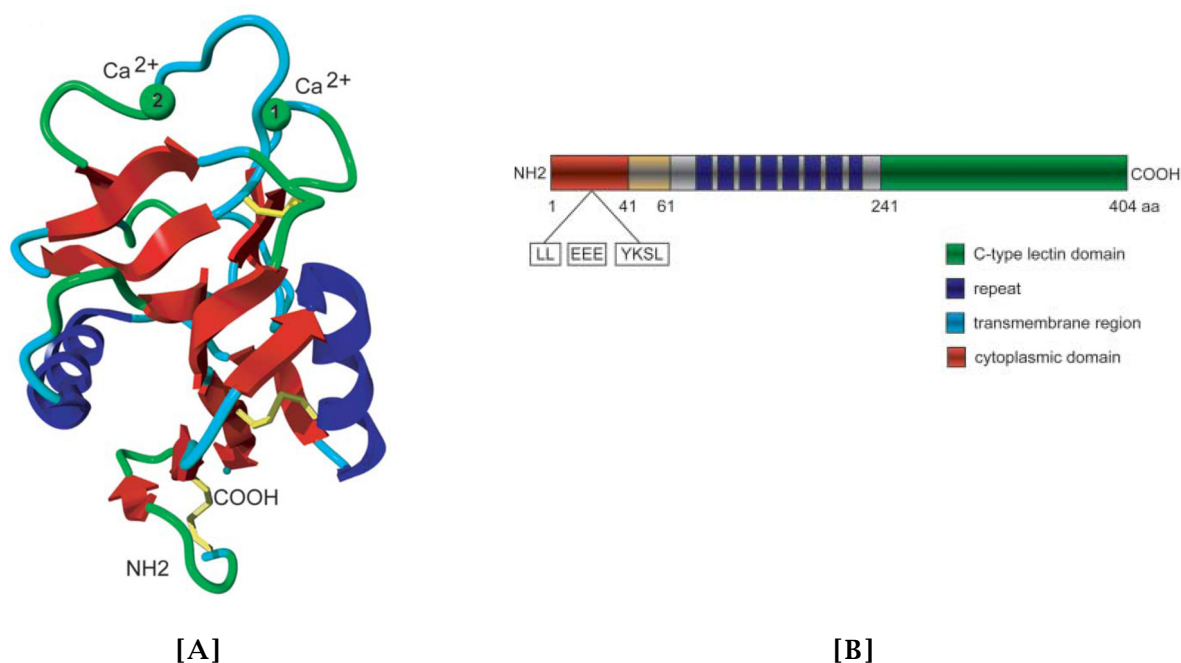 Ca2+
Ca2+
2
1
COOH
NH2
[A]
NH2
COOH
1
41
61
241
404 aa
LL
EEE
YKSL
C-type lectin domain
repeat
transmembrane region
cytoplasmic domain
[B]